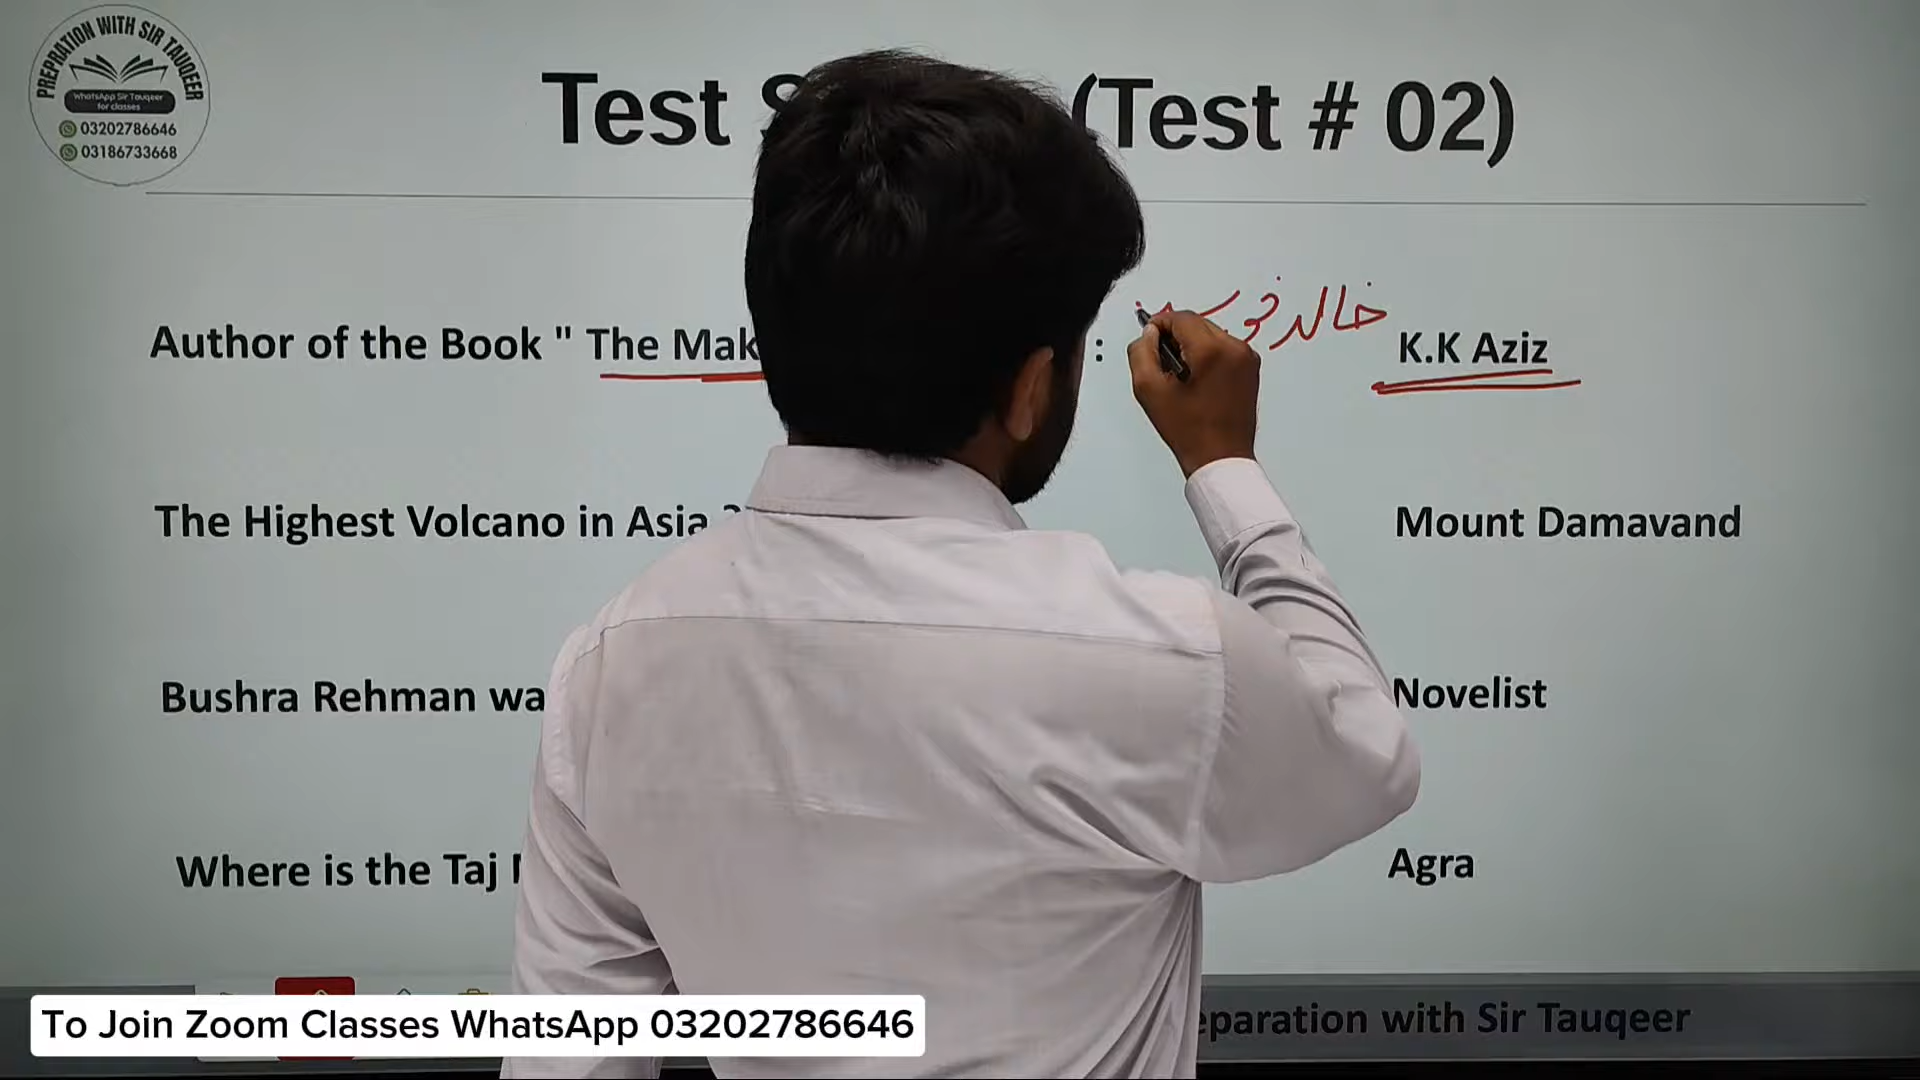 PREPRATION WITH SIR TAUQEER
WhatsApp Sir Tauqeer
for classes
03202786646
03186733668
Test (Test # 02)
خالد
Author of the Book " The Mak : K.K Aziz
The Highest Volcano in Asia ? Mount Damavand
Bushra Rehman wa Novelist
Where is the Taj Agra
To Join Zoom Classes WhatsApp 03202786646
eparation with Sir Tauqeer